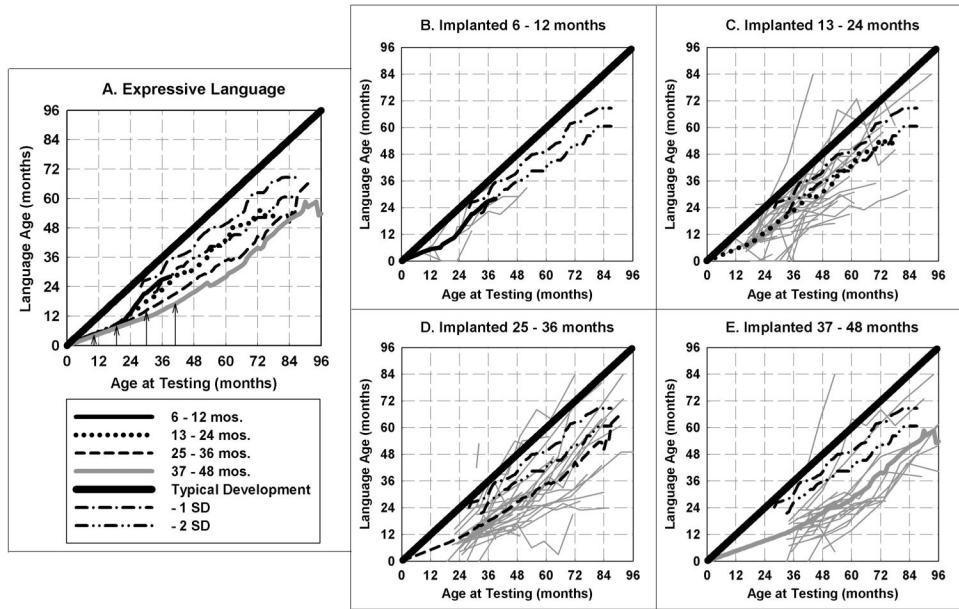 A. Expressive Language
Language Age (months)
96
84
72
60
48
36
24
12
0
0 12 24 36 48 60 72 84 96
Age at Testing (months)
6 - 12 mos.
13 - 24 mos.
25 - 36 mos.
37 - 48 mos.
Typical Development
- 1 SD
- 2 SD
B. Implanted 6 - 12 months
Language Age (months)
96
84
72
60
48
36
24
12
0
0 12 24 36 48 60 72 84 96
Age at Testing (months)
C. Implanted 13 - 24 months
Language Age (months)
96
84
72
60
48
36
24
12
0
0 12 24 36 48 60 72 84 96
Age at Testing (months)
D. Implanted 25 - 36 months
Language Age (months)
96
84
72
60
48
36
24
12
0
0 12 24 36 48 60 72 84 96
Age at Testing (months)
E. Implanted 37 - 48 months
Language Age (months)
96
84
72
60
48
36
24
12
0
0 12 24 36 48 60 72 84 96
Age at Testing (months)